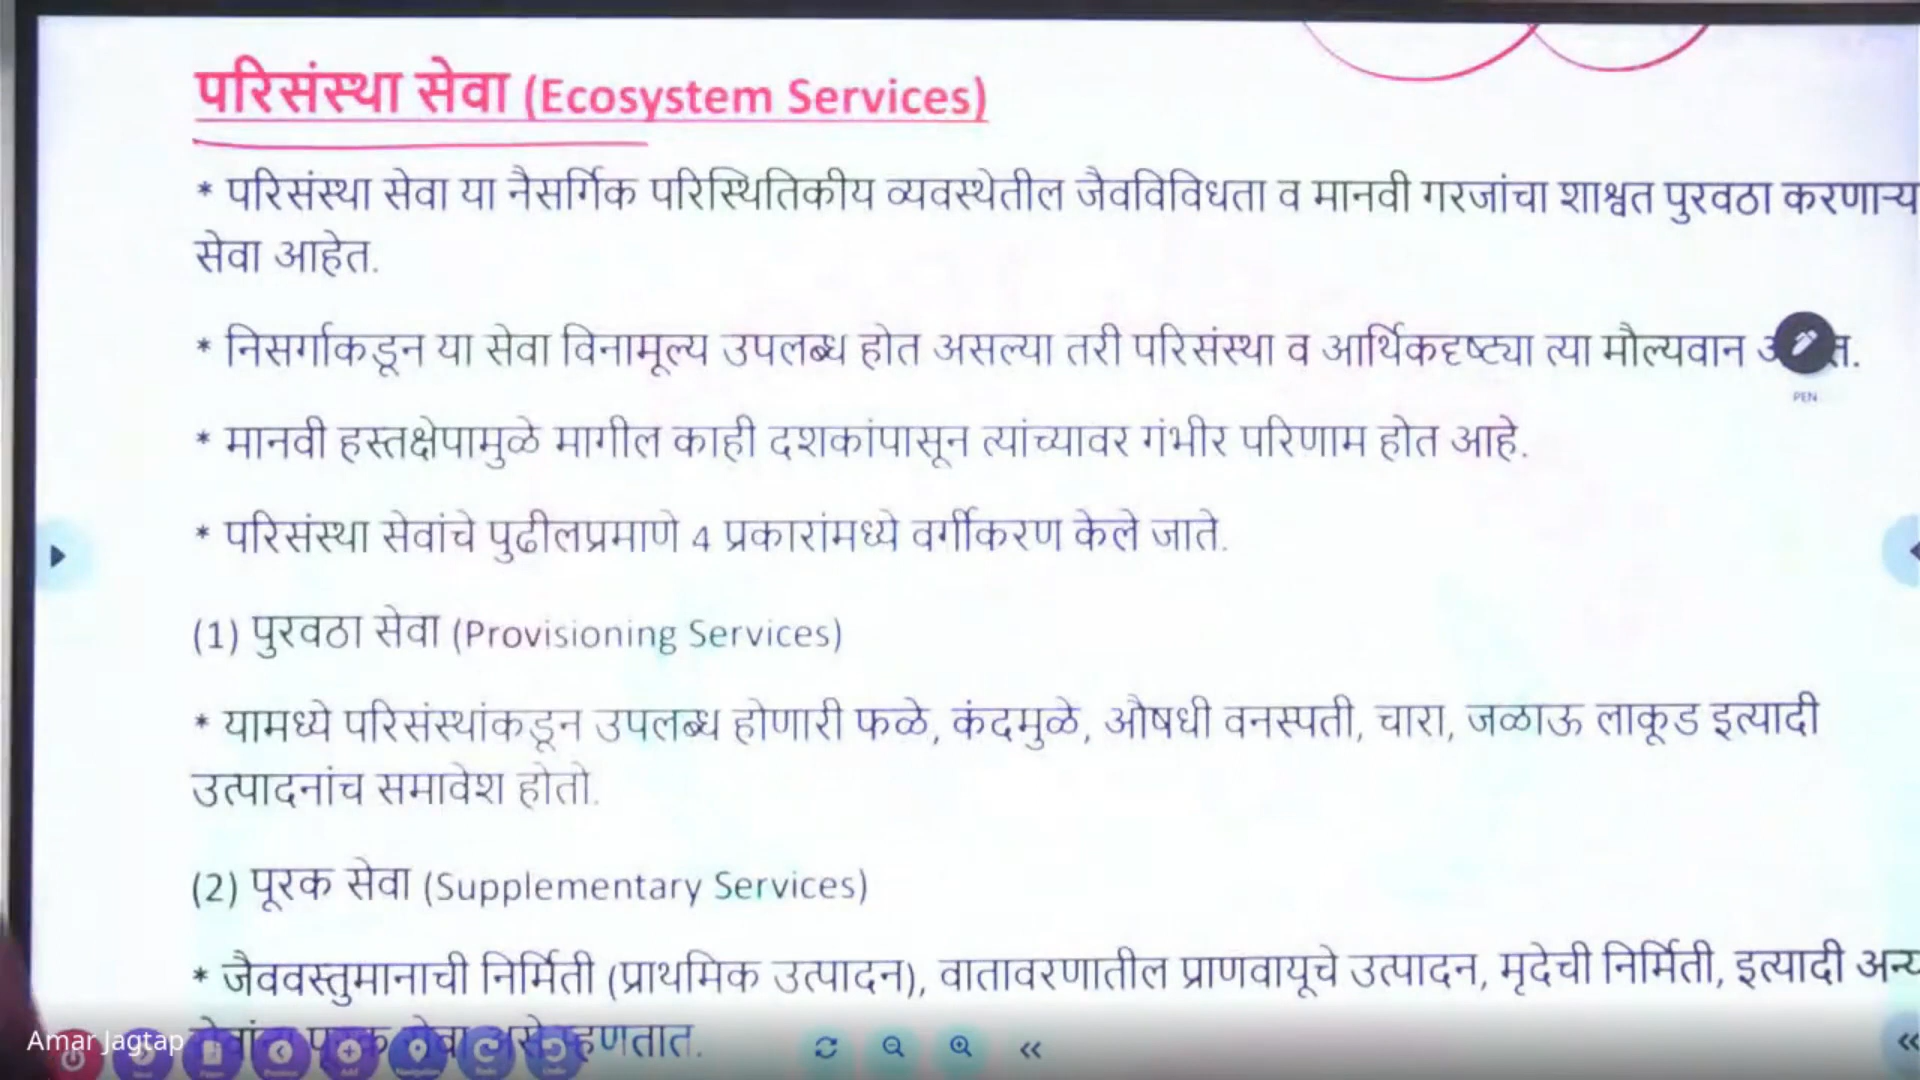 परिसंस्था सेवा (Ecosystem Services)
* परिसंस्था सेवा या नैसर्गिक परिस्थितिकीय व्यवस्थेतील जैवविविधता व मानवी गरजांचा शाश्वत पुरवठा
सेवा आहेत.
* निसर्गाकडून या सेवा विनामूल्य उपलब्ध होत असल्या तरी परिसंस्था व आर्थिकदृष्ट्या त्या मौल्यवान
PEN
* मानवी हस्तक्षेपामुळे मागील काही दशकांपासून त्यांच्यावर गंभीर परिणाम होत आहे.
* परिसंस्था सेवांचे पुढीलप्रमाणे 4 प्रकारांमध्ये वर्गीकरण केले जाते.
(1) पुरवठा सेवा (Provisioning Services)
* यामध्ये परिसंस्थांकडून उपलब्ध होणारी फळे, कंदमुळे, औषधी वनस्पती, चारा, जळाऊ लाकूड इत्यादी
उत्पादनांच समावेश होतो.
(2) पूरक सेवा (Supplementary Services)
* जैववस्तुमानाची निर्मिती (प्राथमिक उत्पादन), वातावरणातील प्राणवायूचे उत्पादन, मृदेची निर्मिती, इत्यादी
Amar Jagtap